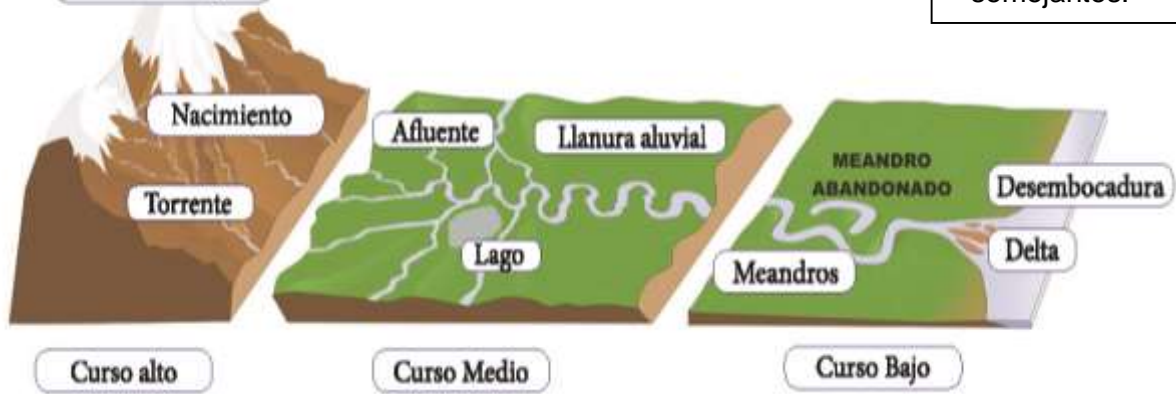 semejantes.
Nacimiento
Afluente
Llanura aluvial
MEANDRO
ABANDONADO
Desembocadura
Torrente
Lago
Meandros
Delta
Curso alto
Curso Medio
Curso Bajo